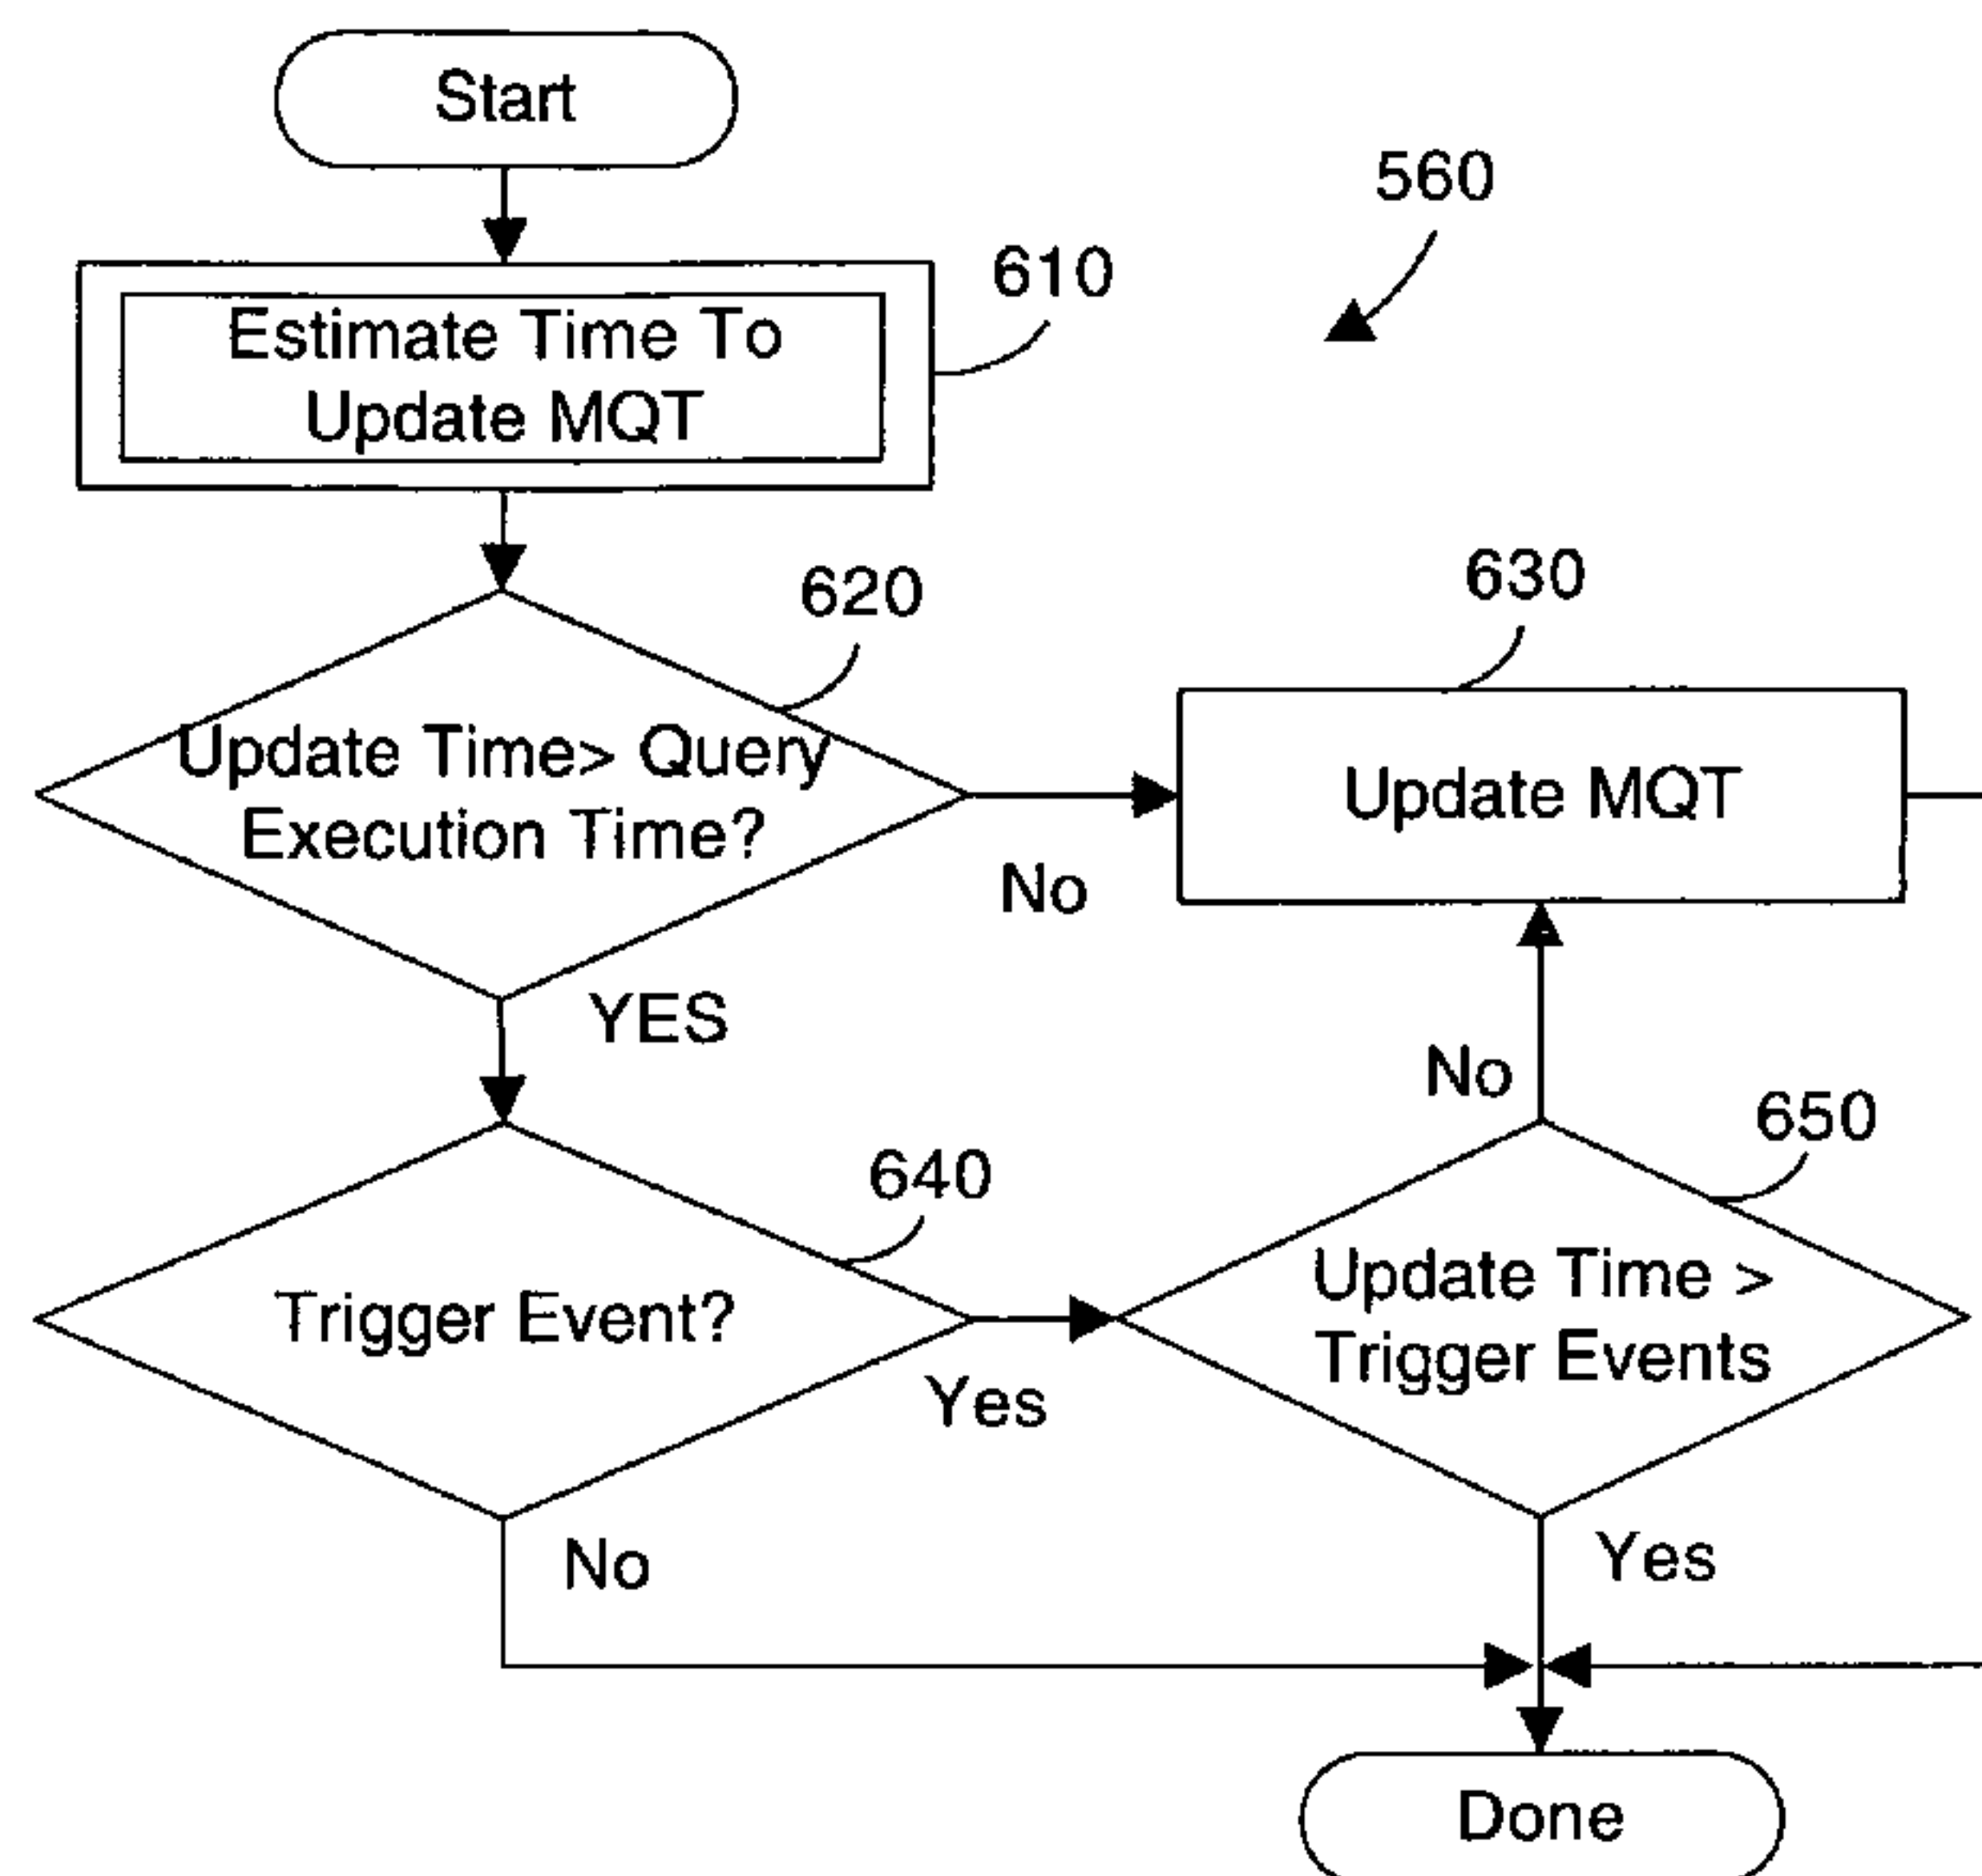 Start
560
610
Estimate Time To
Update MQT
620
630
Update Time> Query
Execution Time?
Update MQT
No
YES
No
650
640
Trigger Event?
Update Time >
Trigger Events
Yes
No
Yes
Done